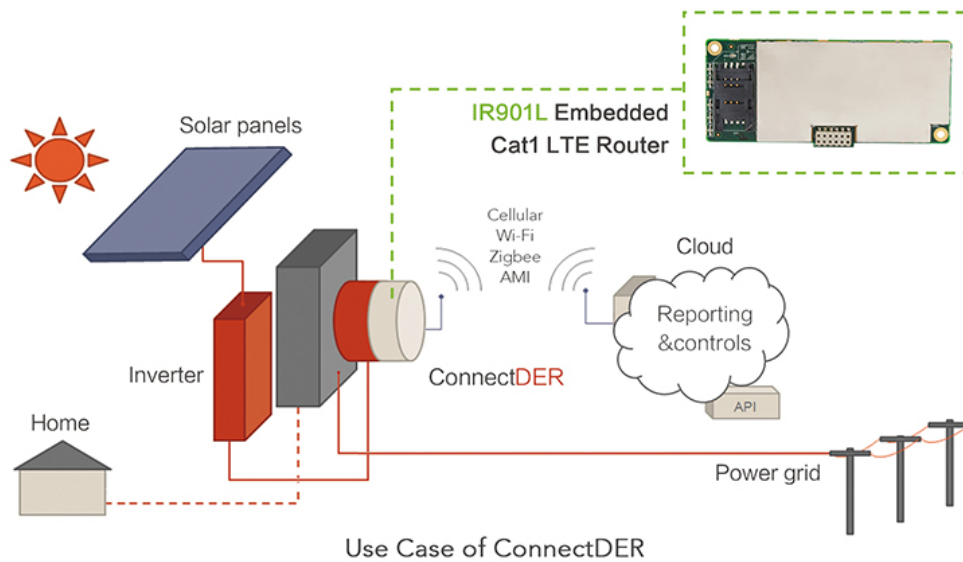 Solar panels
IR901L Embedded
Cat1 LTE Router
Cellular
Wi-Fi
Zigbee
AMI
Cloud
Reporting
&controls
Inverter
ConnectDER
API
Home
Power grid
Use Case of ConnectDER